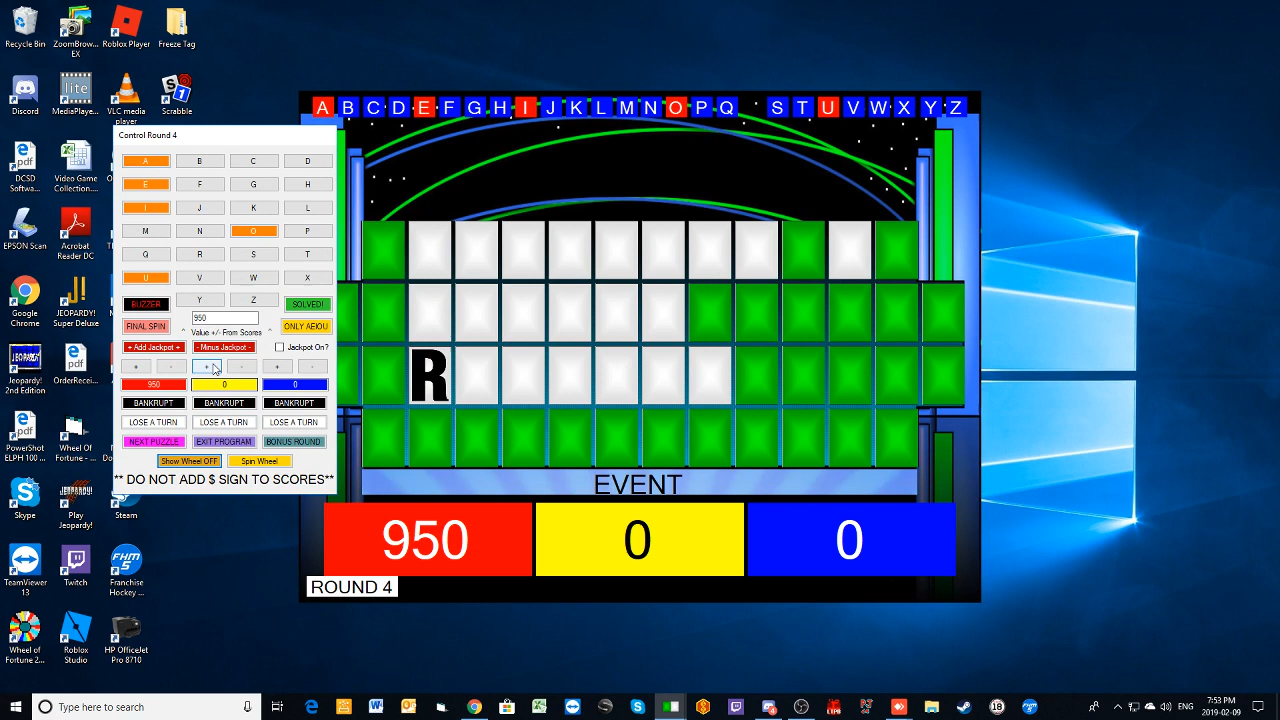 Recycle Bin
ZoomBrow... EX
Roblox Player
Freeze Tag
Discord
MediaPlaye...
VLC media player
Scrabble
DCSD Softwa...
Video Game Collection....
EPSON Scan
Acrobat Reader DC
Google Chrome
JEOPARDY! Super Deluxe
Jeopardy! 2nd Edition
OrderRecei...
PowerShot ELPH 100 ...
Wheel Of Fortune - ...
Skype
Play Jeopardy!
Steam
TeamViewer 13
Twitch
Franchise Hockey ...
Wheel of Fortune 2...
Roblox Studio
HP OfficeJet Pro 8710
Control Round 4
A B C D
E F G H
I J K L
M N O P
Q R S T
U V W X
BUZZER Y Z SOLVED!
950
FINAL SPIN ^ Value +/- From Scores ^ ONLY AEIOU
+ Add Jackpot + - Minus Jackpot - Jackpot On?
+ - + - + -
950 0 0
BANKRUPT BANKRUPT BANKRUPT
LOSE A TURN LOSE A TURN LOSE A TURN
NEXT PUZZLE EXIT PROGRAM BONUS ROUND
Show Wheel OFF Spin Wheel
** DO NOT ADD $ SIGN TO SCORES**
A B C D E F G H I J K L M N O P Q S T U V W X Y Z
R
EVENT
950 0 0
ROUND 4
Type here to search
ENG
7:53 PM
2019-02-09